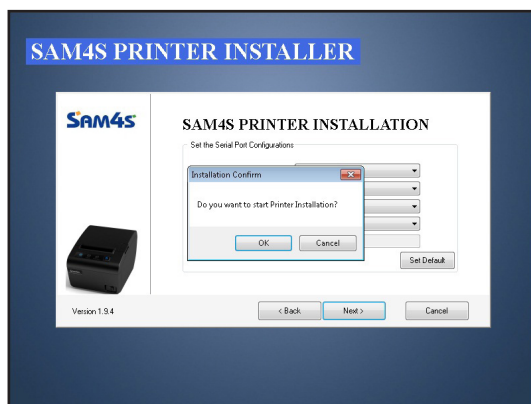 SAM4S PRINTER INSTALLER
SAM4S
SAM4S PRINTER INSTALLATION
Set the Serial Port Configurations
Installation Confirm
Do you want to start Printer Installation?
OK
Cancel
Set Default
Version 1.9.4
< Back
Next >
Cancel